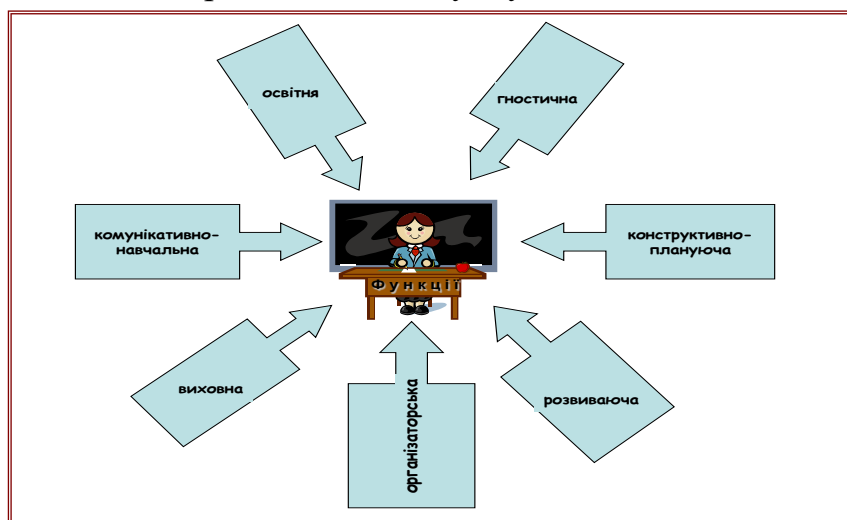 освітня
гностична
комунікативно-
навчальна
конструктивно-
плануюча
Функції
виховна
організаторська
розвиваюча